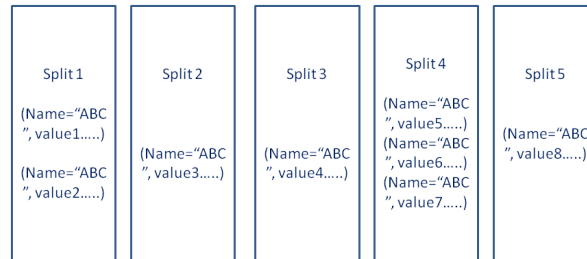 Split 1
(Name=“ABC
”, value1…..)
(Name=“ABC
”, value2…..)
Split 2
(Name=“ABC
”, value3…..)
Split 3
(Name=“ABC
”, value4…..)
Split 4
(Name=“ABC
”, value5…..)
(Name=“ABC
”, value6…..)
(Name=“ABC
”, value7…..)
Split 5
(Name=“ABC
”, value8…..)